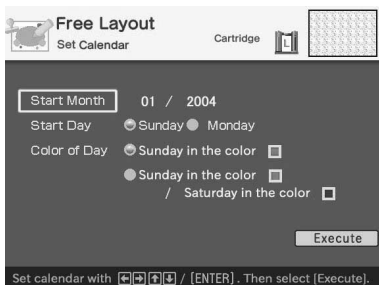 Free Layout
Set Calendar
Cartridge
L
Start Month 01 / 2004
Start Day Sunday Monday
Color of Day Sunday in the color
Sunday in the color
/ Saturday in the color
Execute
Set calendar with / [ENTER]. Then select [Execute].